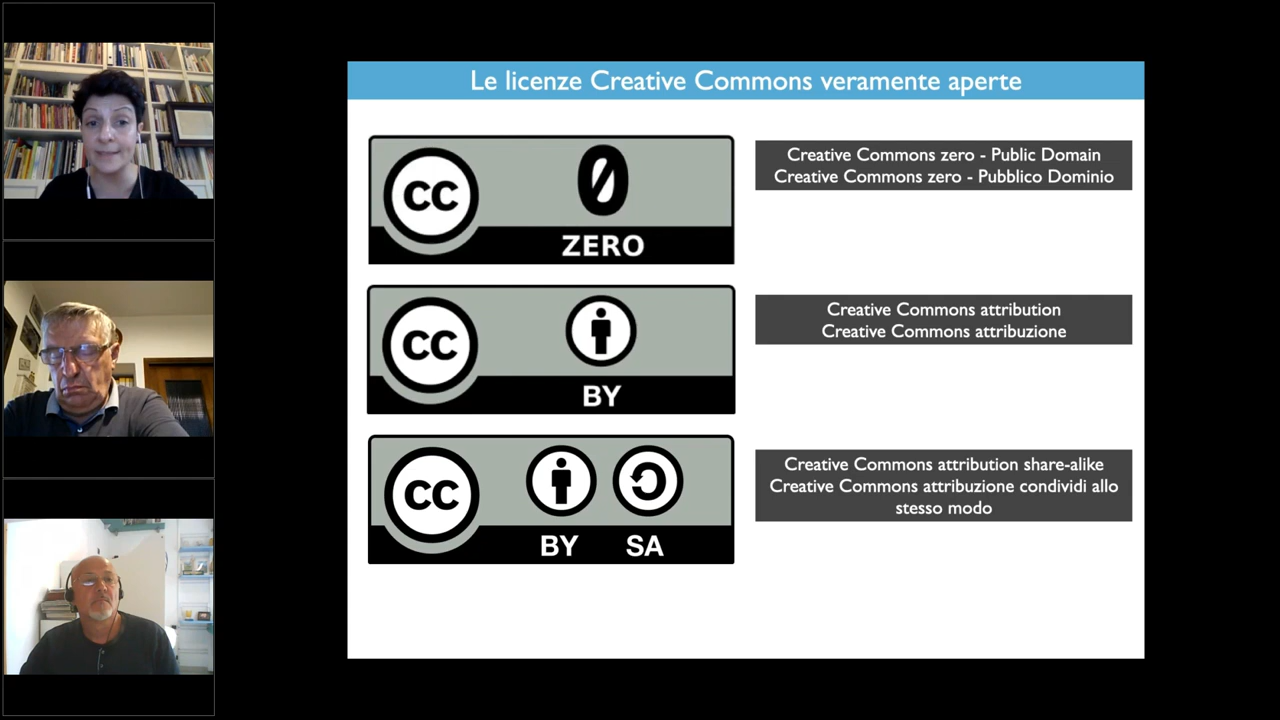 Le licenze Creative Commons veramente aperte
CC 0
ZERO
Creative Commons zero - Public Domain
Creative Commons zero - Pubblico Dominio
CC
BY
Creative Commons attribution
Creative Commons attribuzione
CC
BY SA
Creative Commons attribution share-alike
Creative Commons attribuzione condividi allo
stesso modo